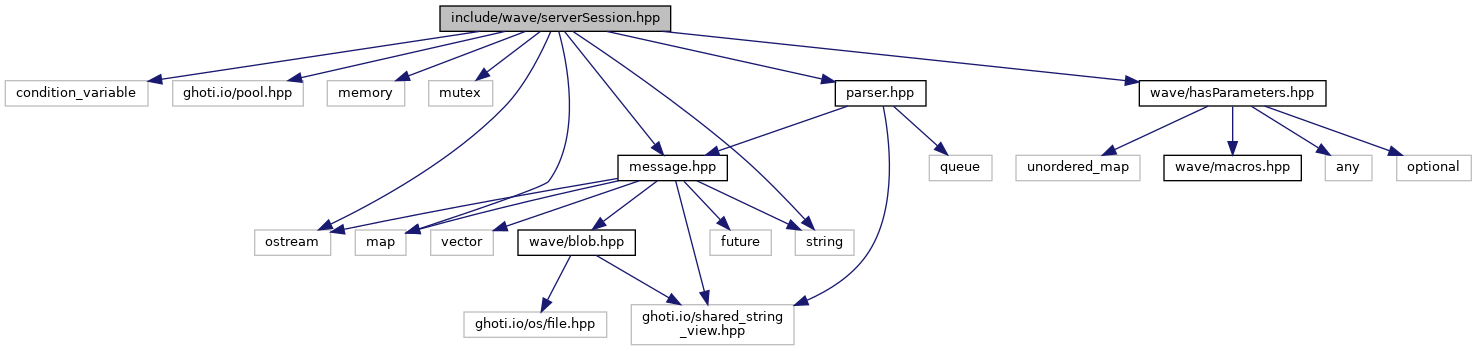 include/wave/serverSession.hpp
condition_variable
ghoti.io/pool.hpp
memory
mutex
parser.hpp
wave/hasParameters.hpp
message.hpp
queue
unordered_map
wave/macros.hpp
any
optional
ostream
map
vector
wave/blob.hpp
future
string
ghoti.io/os/file.hpp
ghoti.io/shared_string
_view.hpp